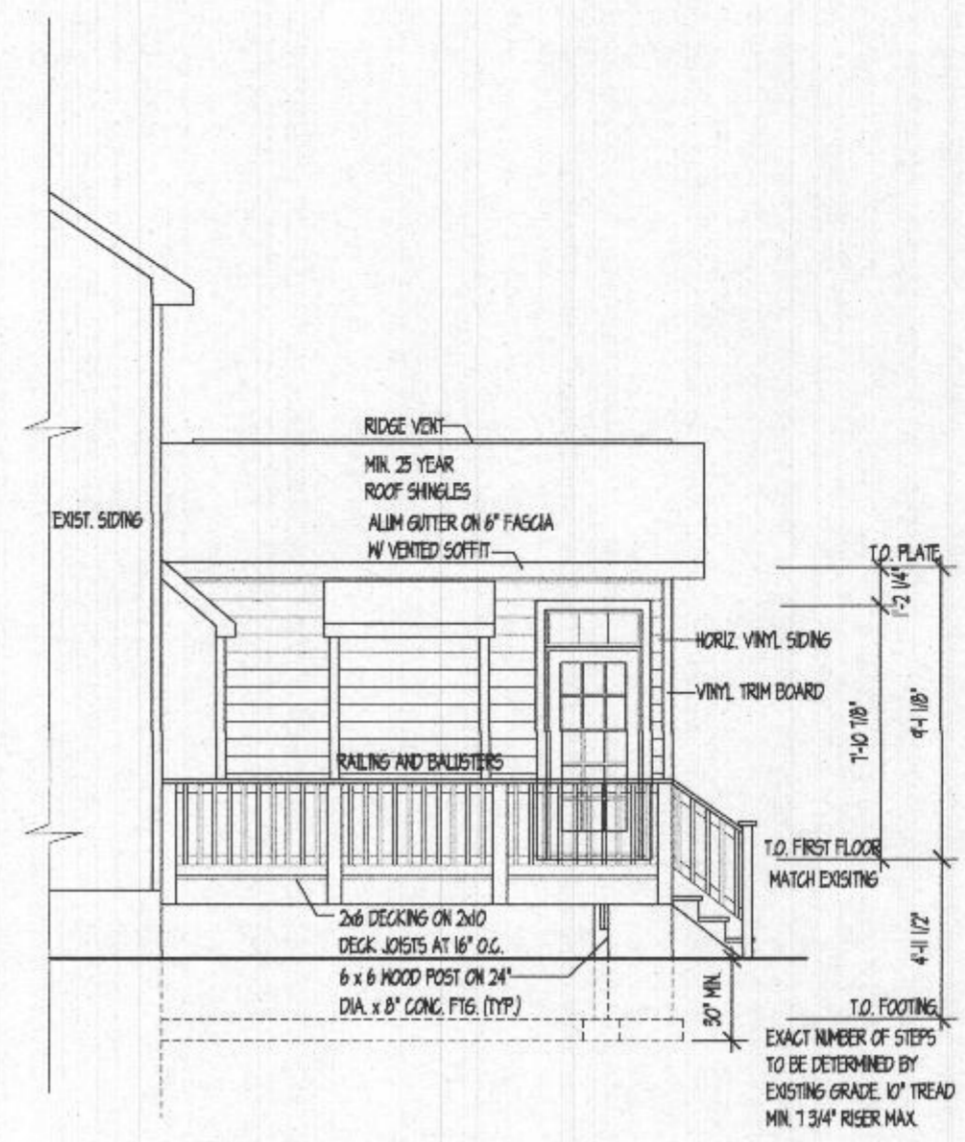 RIDGE VENT
MIN. 25 YEAR
ROOF SHINGLES
ALUM GUTTER ON 6" FASCIA
W/ VENTED SOFFIT
EXIST. SIDING
T.O. PLATE
1'-2 1/4"
HORIZ. VINYL SIDING
VINYL TRIM BOARD
7'-10 7/8"
9'-1 1/8"
RAILING AND BALUSTERS
T.O. FIRST FLOOR
MATCH EXISITNG
2x6 DECKING ON 2x10
DECK JOISTS AT 16" O.C.
6 x 6 WOOD POST ON 24"
DIA. x 8" CONC. FTG. (TYP.)
30" MIN.
4'-11 1/2"
T.O. FOOTING
EXACT NUMBER OF STEPS
TO BE DETERMINED BY
EXISTING GRADE. 10" TREAD
MIN. 7 3/4" RISER MAX